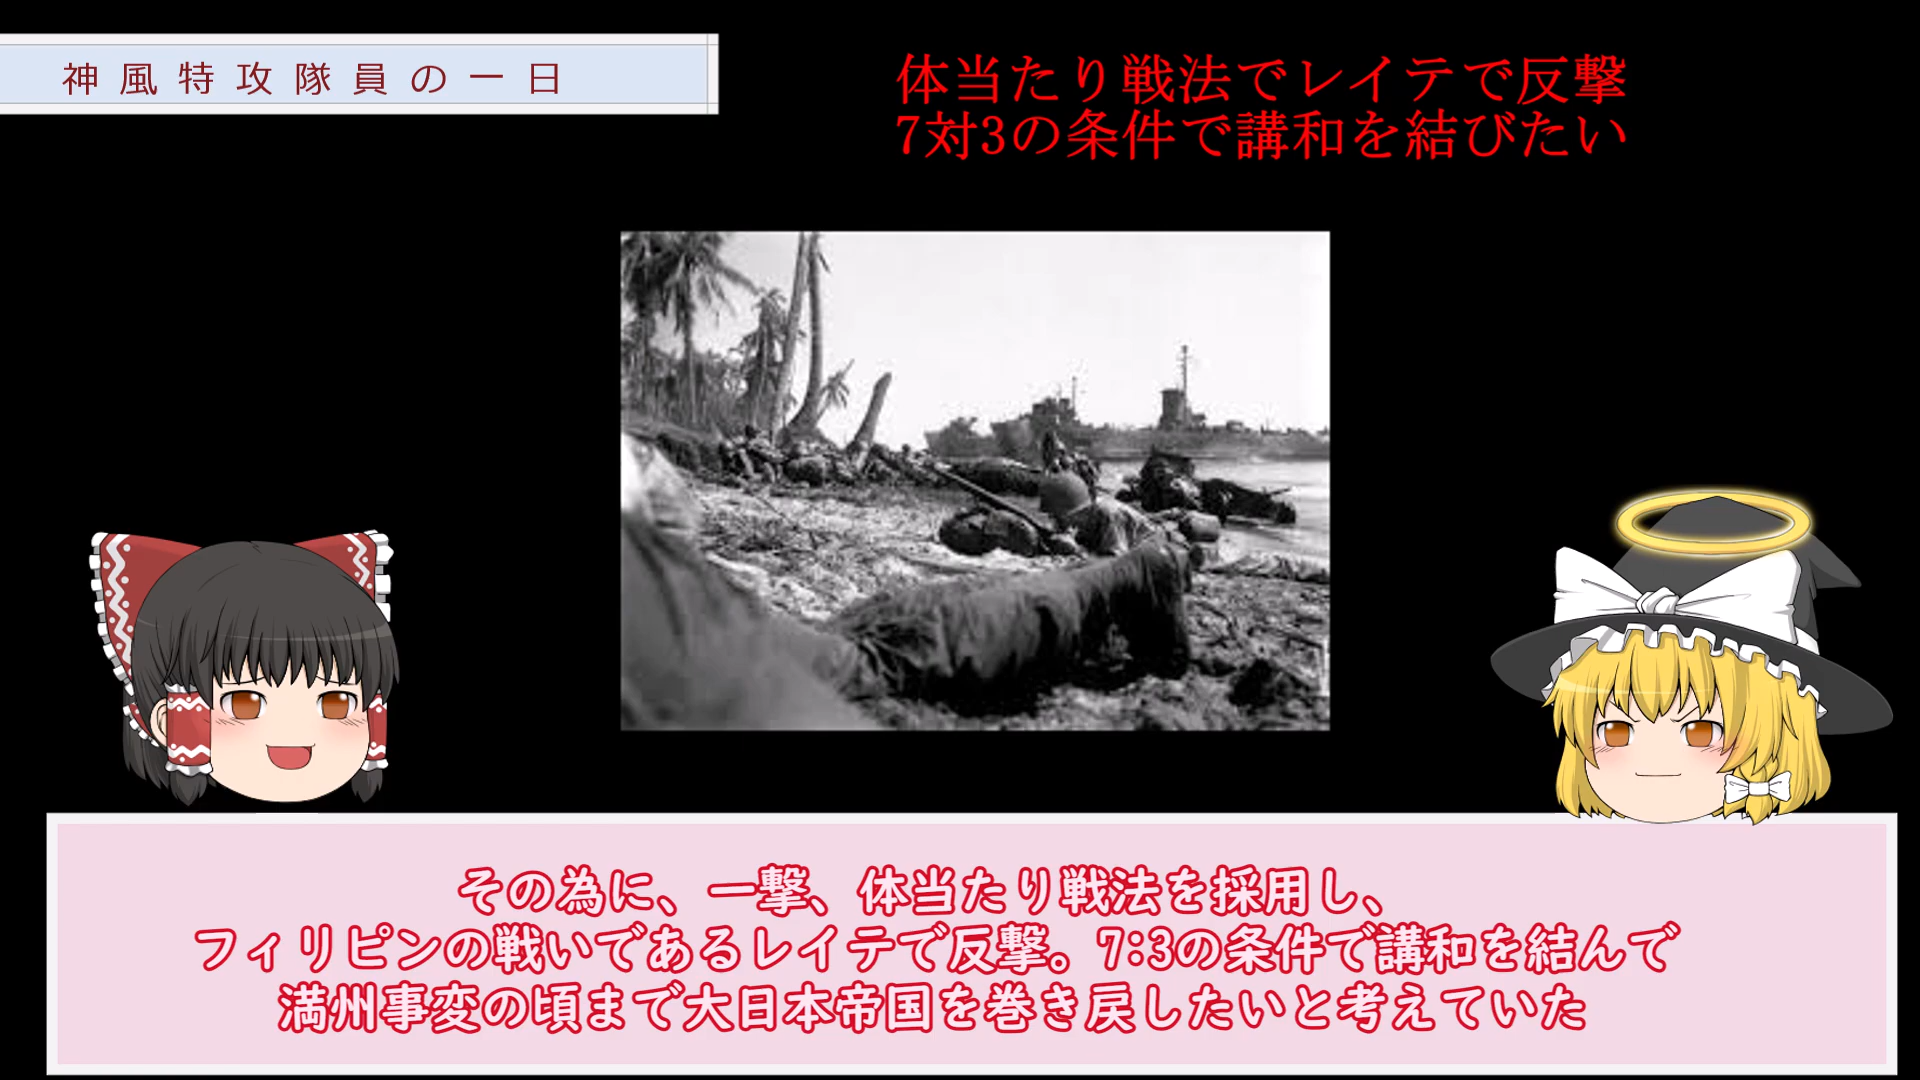 神風特攻隊員の一日
体当たり戦法でレイテで反撃
7対3の条件で講和を結びたい
その為に、一撃、体当たり戦法を採用し、
フィリピンの戦いであるレイテで反撃。7:3の条件で講和を結んで
満州事変の頃まで大日本帝国を巻き戻したいと考えていた